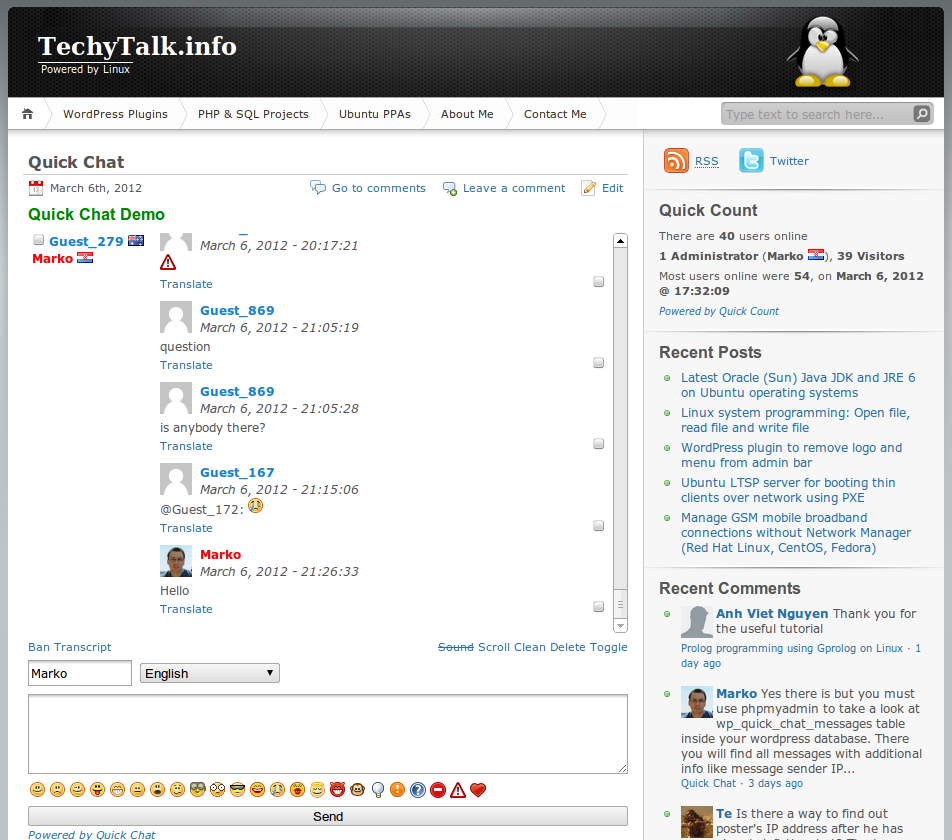 TechyTalk.info
Powered by Linux
WordPress Plugins
PHP & SQL Projects
Ubuntu PPAs
About Me
Contact Me
Type text to search here...
Quick Chat
March 6th, 2012
Go to comments
Leave a comment
Edit
Quick Chat Demo
Guest_279
Marko
March 6, 2012 - 20:17:21
Translate
Guest_869
March 6, 2012 - 21:05:19
question
Translate
Guest_869
March 6, 2012 - 21:05:28
is anybody there?
Translate
Guest_167
March 6, 2012 - 21:15:06
@Guest_172:
Translate
Marko
March 6, 2012 - 21:26:33
Hello
Translate
Ban Transcript
Sound Scroll Clean Delete Toggle
Marko
English
Send
Powered by Quick Chat
RSS
Twitter
Quick Count
There are 40 users online
1 Administrator (Marko ), 39 Visitors
Most users online were 54, on March 6, 2012
@ 17:32:09
Powered by Quick Count
Recent Posts
Latest Oracle (Sun) Java JDK and JRE 6
on Ubuntu operating systems
Linux system programming: Open file,
read file and write file
WordPress plugin to remove logo and
menu from admin bar
Ubuntu LTSP server for booting thin
clients over network using PXE
Manage GSM mobile broadband
connections without Network Manager
(Red Hat Linux, CentOS, Fedora)
Recent Comments
Anh Viet Nguyen Thank you for
the useful tutorial
Prolog programming using Gprolog on Linux · 1
day ago
Marko Yes there is but you must
use phpmyadmin to take a look at
wp_quick_chat_messages table
inside your wordpress database. There
you will find all messages with additional
info like message sender IP...
Quick Chat · 3 days ago
Te Is there a way to find out
poster's IP address after he has